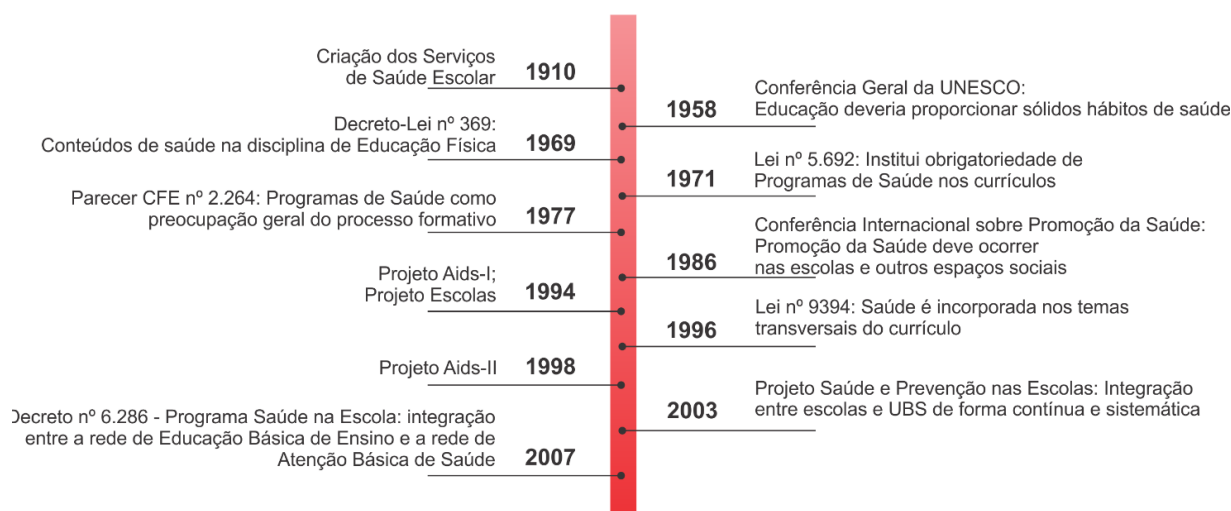 Criação dos Serviços
de Saúde Escolar
1910
Conferência Geral da UNESCO:
Educação deveria proporcionar sólidos hábitos de saúde
1958
Decreto-Lei nº 369:
Conteúdos de saúde na disciplina de Educação Física
1969
Lei nº 5.692: Institui obrigatoriedade de
Programas de Saúde nos currículos
1971
Parecer CFE nº 2.264: Programas de Saúde como
preocupação geral do processo formativo
1977
Conferência Internacional sobre Promoção da Saúde:
Promoção da Saúde deve ocorrer
nas escolas e outros espaços sociais
1986
Projeto Aids-I;
Projeto Escolas
1994
Lei nº 9394: Saúde é incorporada nos temas
transversais do currículo
1996
Projeto Aids-II
1998
Projeto Saúde e Prevenção nas Escolas: Integração
entre escolas e UBS de forma contínua e sistemática
2003
Decreto nº 6.286 - Programa Saúde na Escola: integração
entre a rede de Educação Básica de Ensino e a rede de
Atenção Básica de Saúde
2007